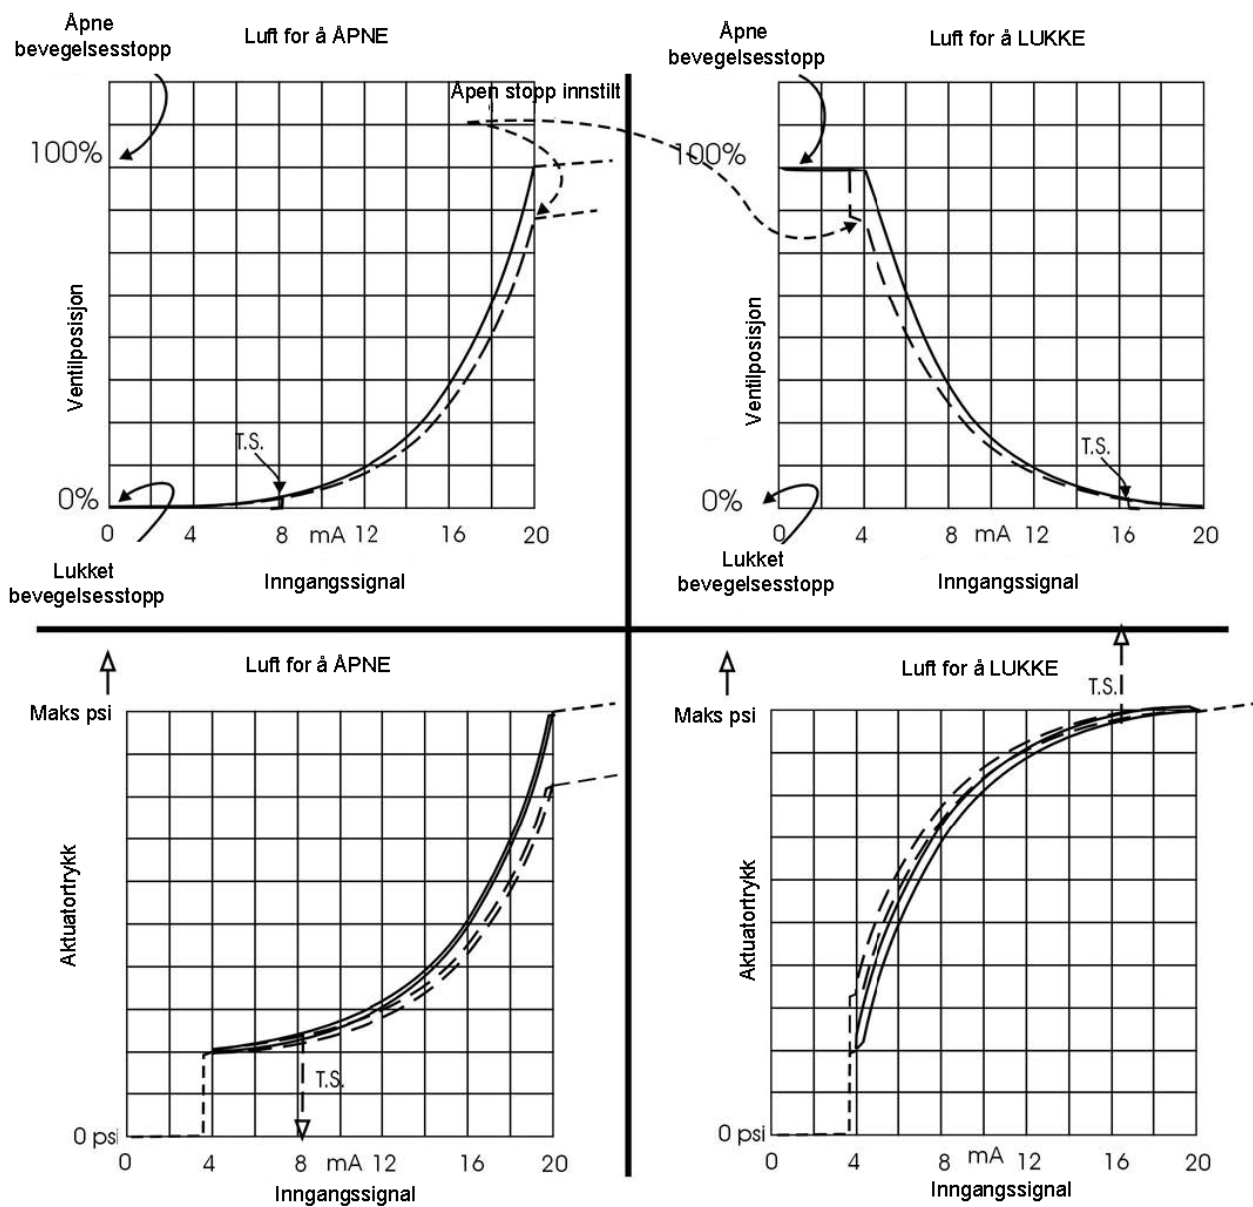 Åpne
bevegelsesstopp
Luft for å ÅPNE
Åpen stopp innstilt
100%
Ventilposisjon
T.S.
0%
0 4 8 mA 12 16 20
Lukket
bevegelsesstopp
Inngangssignal
Åpne
bevegelsesstopp
Luft for å LUKKE
100%
Ventilposisjon
T.S.
0%
0 4 8 mA 12 16 20
Lukket
bevegelsesstopp
Inngangssignal
Luft for å ÅPNE
Maks psi
Aktuatortrykk
T.S.
0 psi
0 4 8 mA 12 16 20
Inngangssignal
Luft for å LUKKE
T.S.
Maks psi
Aktuatortrykk
0 psi
0 4 8 mA 12 16 20
Inngangssignal